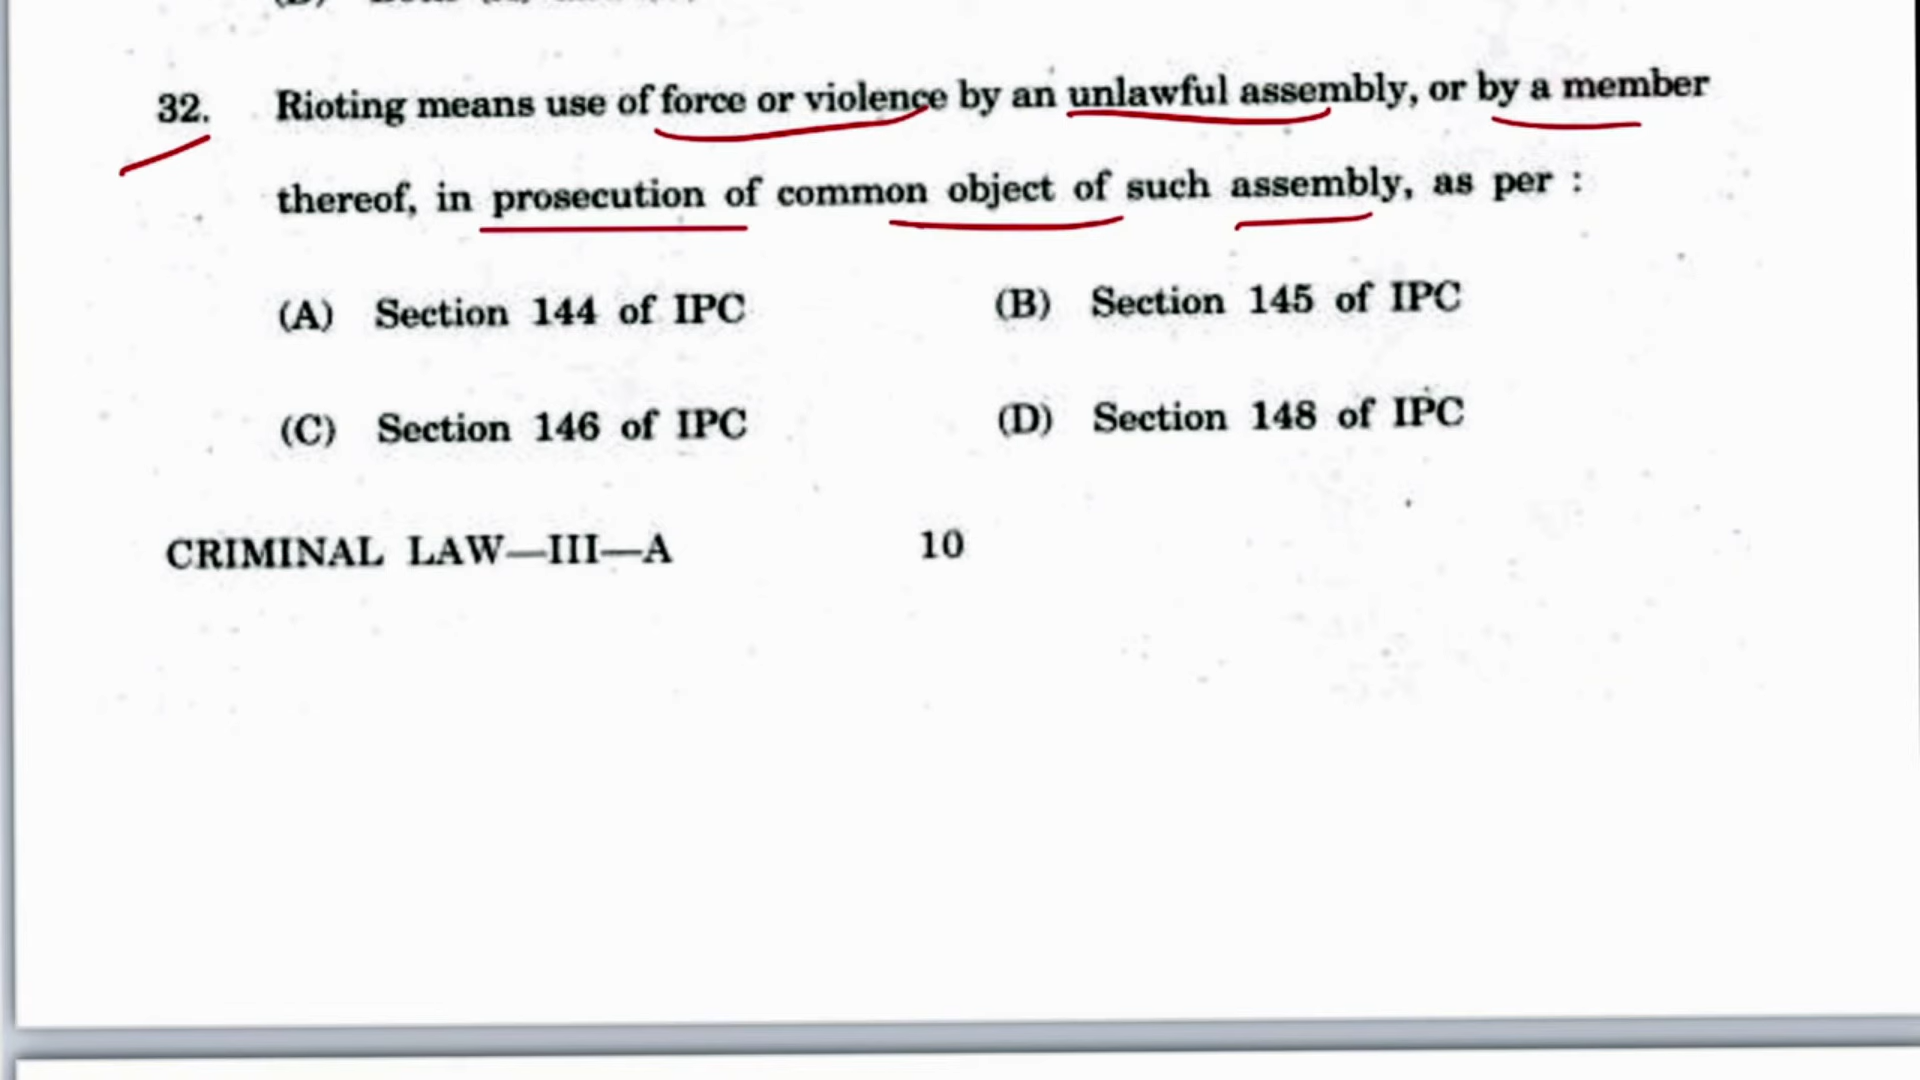 32. Rioting means use of force or violence by an unlawful assembly, or by a member
thereof, in prosecution of common object of such assembly, as per :
(A) Section 144 of IPC (B) Section 145 of IPC
(C) Section 146 of IPC (D) Section 148 of IPC
CRIMINAL LAW—III—A 10